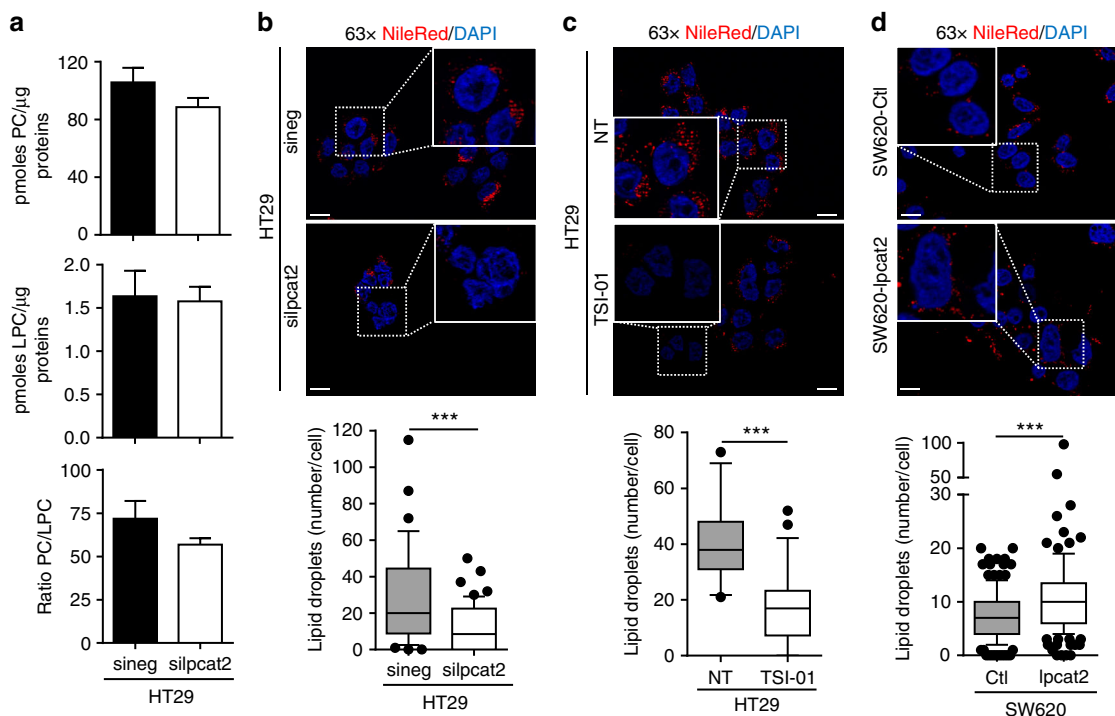 a
120
80
40
0
pmoles PC/µg
proteins
2.0
1.5
1.0
0.5
0.0
pmoles LPC/µg
proteins
100
75
50
25
0
Ratio PC/LPC
sineg silpcat2
HT29
b
63× NileRed/DAPI
HT29
sineg
silpcat2
***
120
100
80
60
40
20
0
Lipid droplets (number/cell)
sineg silpcat2
HT29
c
63× NileRed/DAPI
HT29
NT
TSI-01
***
80
60
40
20
0
Lipid droplets (number/cell)
NT TSI-01
HT29
d
63× NileRed/DAPI
SW620-Ctl
SW620-lpcat2
***
100
50
30
20
10
0
Lipid droplets (number/cell)
Ctl lpcat2
SW620